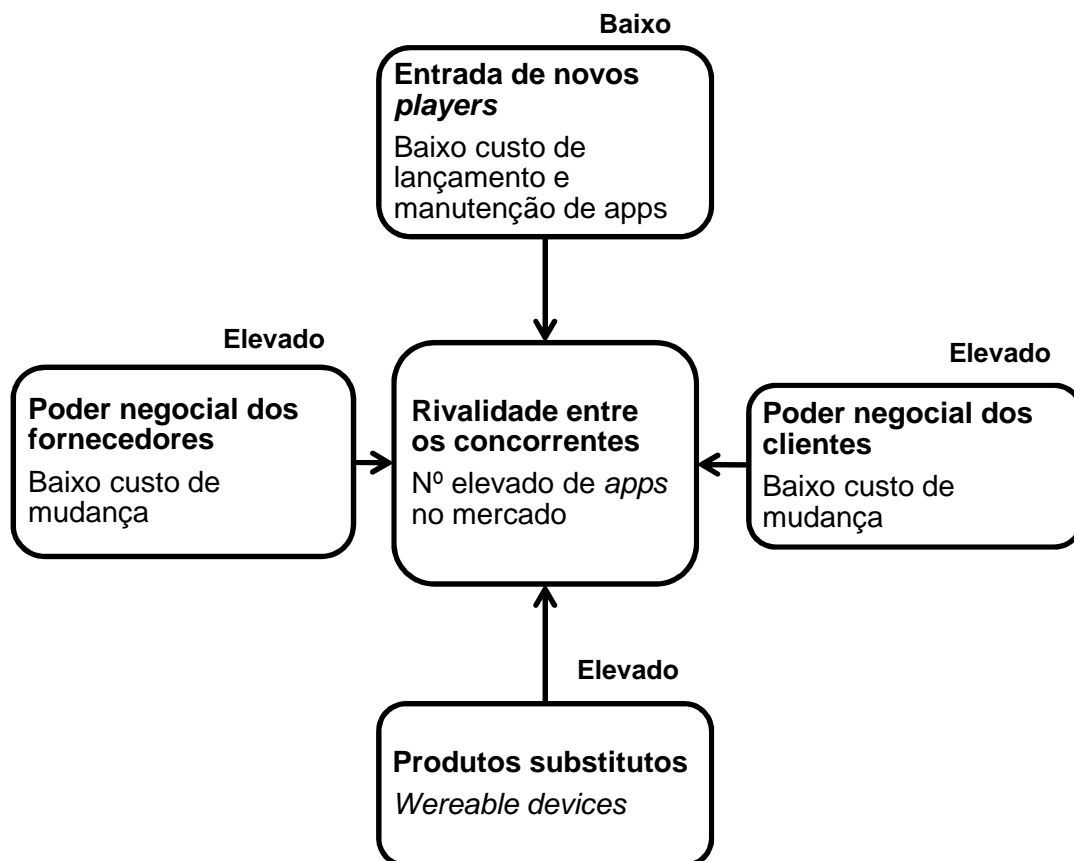 Baixo
Entrada de novos
players
Baixo custo de
lançamento e
manutenção de apps
Elevado
Poder negocial dos
fornecedores
Baixo custo de
mudança
Rivalidade entre
os concorrentes
Nº elevado de apps
no mercado
Elevado
Poder negocial dos
clientes
Baixo custo de
mudança
Elevado
Produtos substitutos
Wereable devices